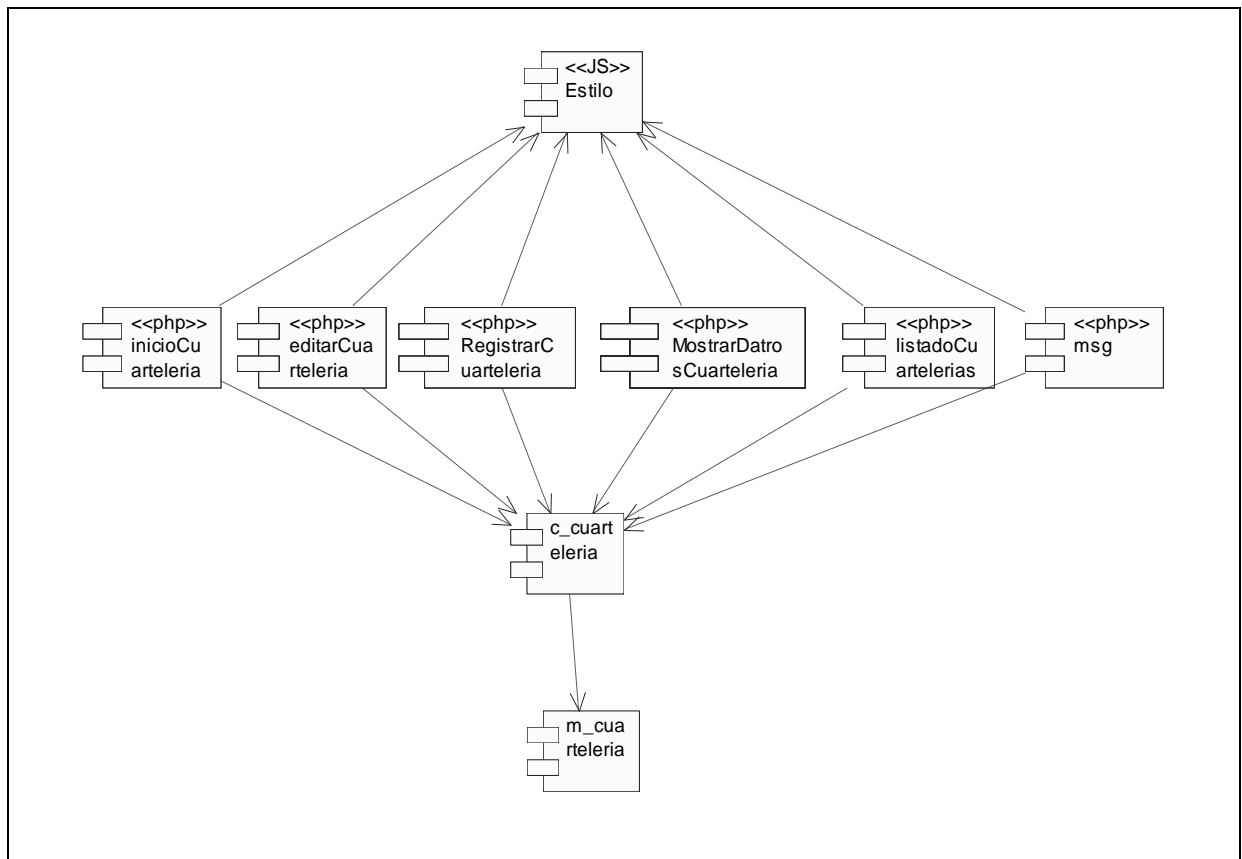 <<JS>>
Estilo
<<php>>
inicioCu
arteleria
<<php>>
editarCua
rteleria
<<php>>
RegistrarC
uarteleria
<<php>>
MostrarDatro
sCuarteleria
<<php>>
listadoCu
artelerias
<<php>>
msg
c_cuart
eleria
m_cua
rteleria